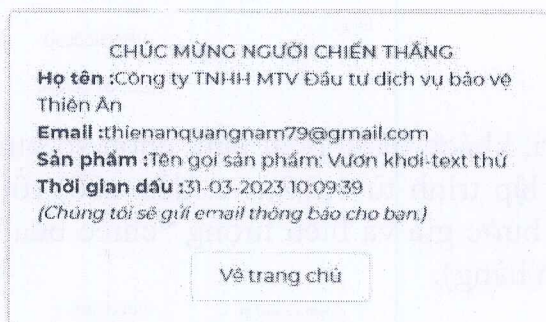 CHÚC MỪNG NGƯỜI CHIẾN THẮNG
Họ tên :Công ty TNHH MTV Đầu tư dịch vụ bảo vệ
Thiên Ân
Email :thienanquangnam79@gmail.com
Sản phẩm :Tên gọi sản phẩm: Vươn khơi-text thử
Thời gian đấu :31-03-2023 10:09:39
(Chúng tôi sẽ gửi email thông báo cho bạn.)
Về trang chủ